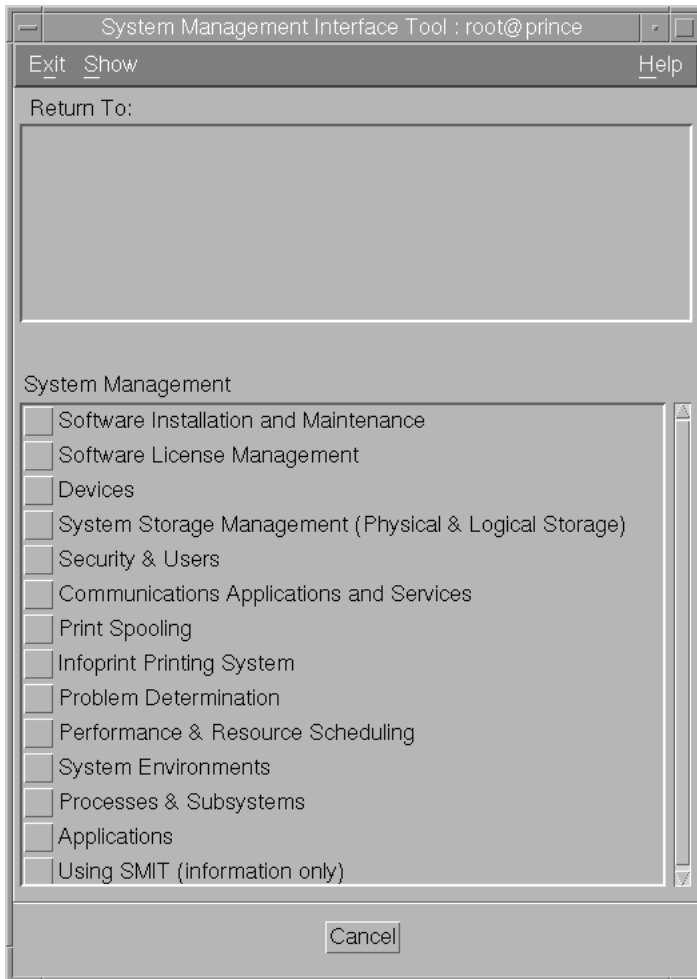 System Management Interface Tool : root@prince
Exit Show Help
Return To:
System Management
Software Installation and Maintenance
Software License Management
Devices
System Storage Management (Physical & Logical Storage)
Security & Users
Communications Applications and Services
Print Spooling
Infoprint Printing System
Problem Determination
Performance & Resource Scheduling
System Environments
Processes & Subsystems
Applications
Using SMIT (information only)
Cancel